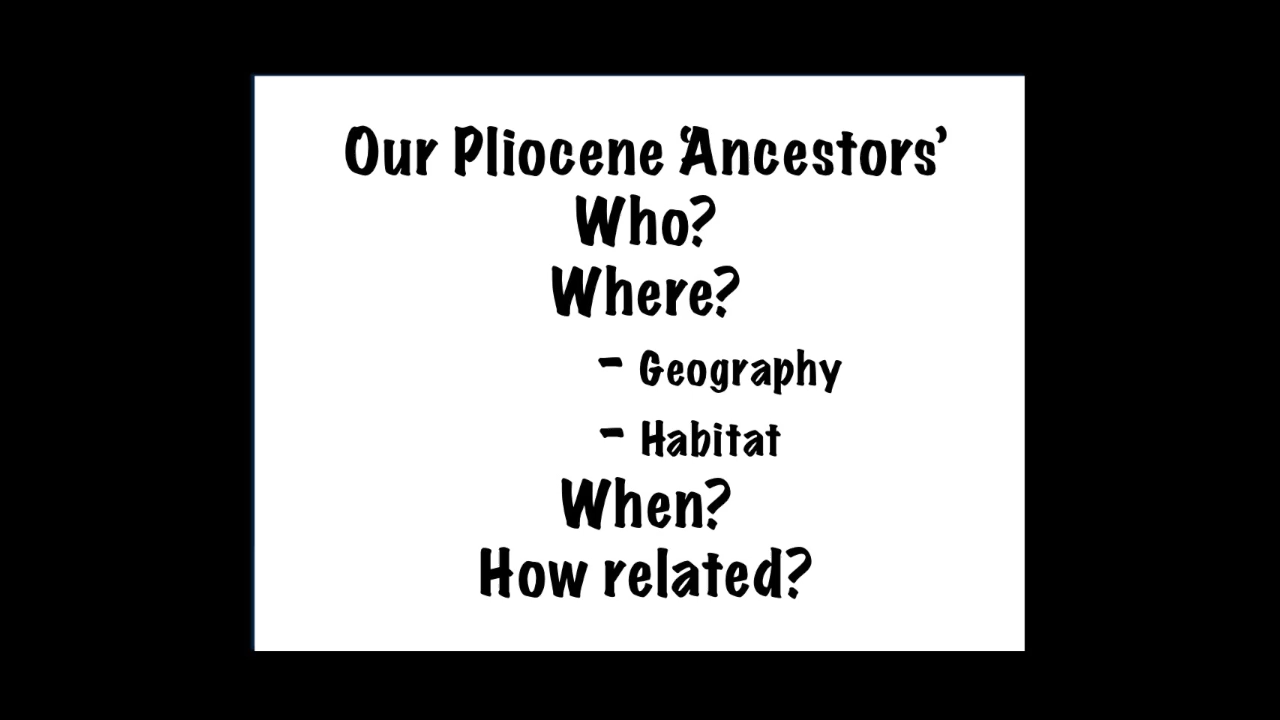 Our Pliocene ‘Ancestors’
Who?
Where?
- Geography
- Habitat
When?
How related?